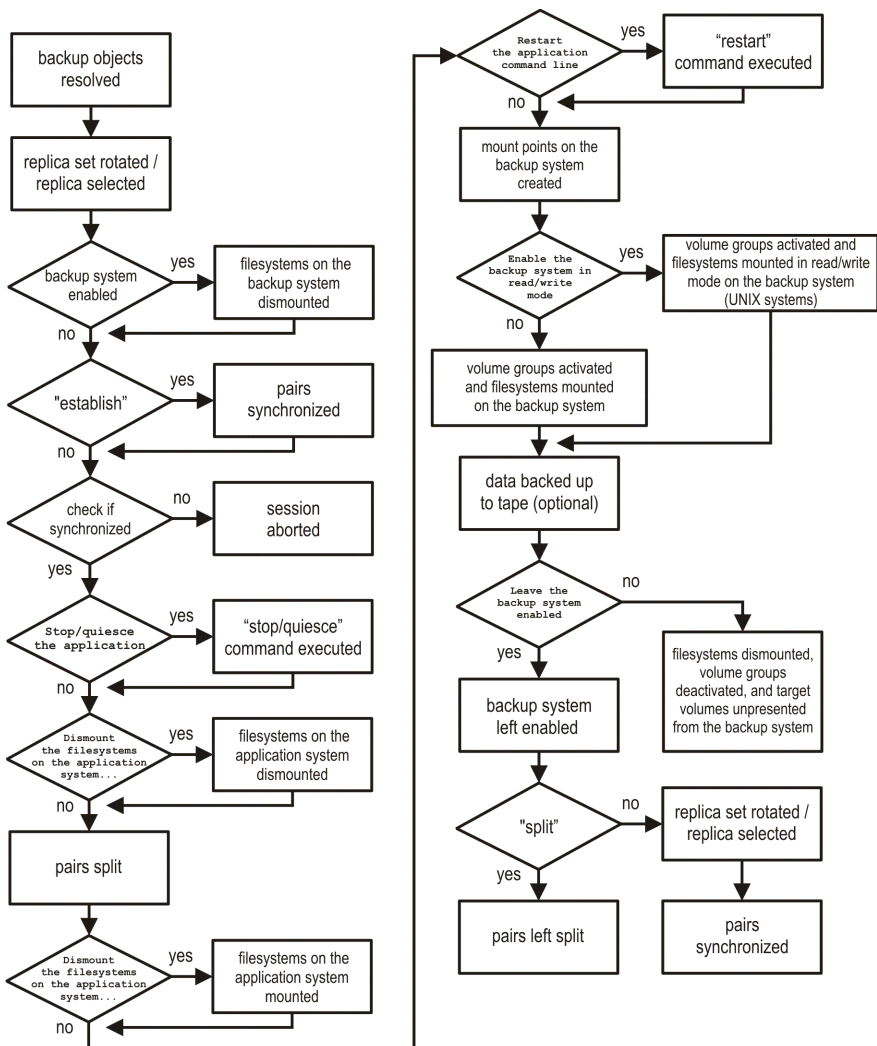 backup objects
resolved
replica set rotated /
replica selected
backup system
enabled
yes
filesystems on the
backup system
dismounted
no
"establish”
yes
pairs
synchronized
no
check if
synchronized
no
session
aborted
yes
Stop/quiesce
the application
yes
“stop/quiesce”
command executed
no
Dismount
the filesystems
on the application
system...
yes
filesystems on the
application system
dismounted
no
pairs split
Dismount
the filesystems
on the application
system...
yes
filesystems on the
application system
mounted
no
Restart
the application
command line
yes
“restart”
command executed
no
mount points on the
backup system
created
Enable the
backup system in
read/write
mode
yes
volume groups activated and
filesystems mounted in read/write
mode on the backup system
(UNIX systems)
no
volume groups activated
and filesystems mounted
on the backup system
data backed up
to tape (optional)
Leave the
backup system
enabled
no
filesystems dismounted,
volume groups
deactivated, and target
volumes unpresented
from the backup system
yes
backup system
left enabled
"split”
no
replica set rotated /
replica selected
yes
pairs left split
pairs
synchronized